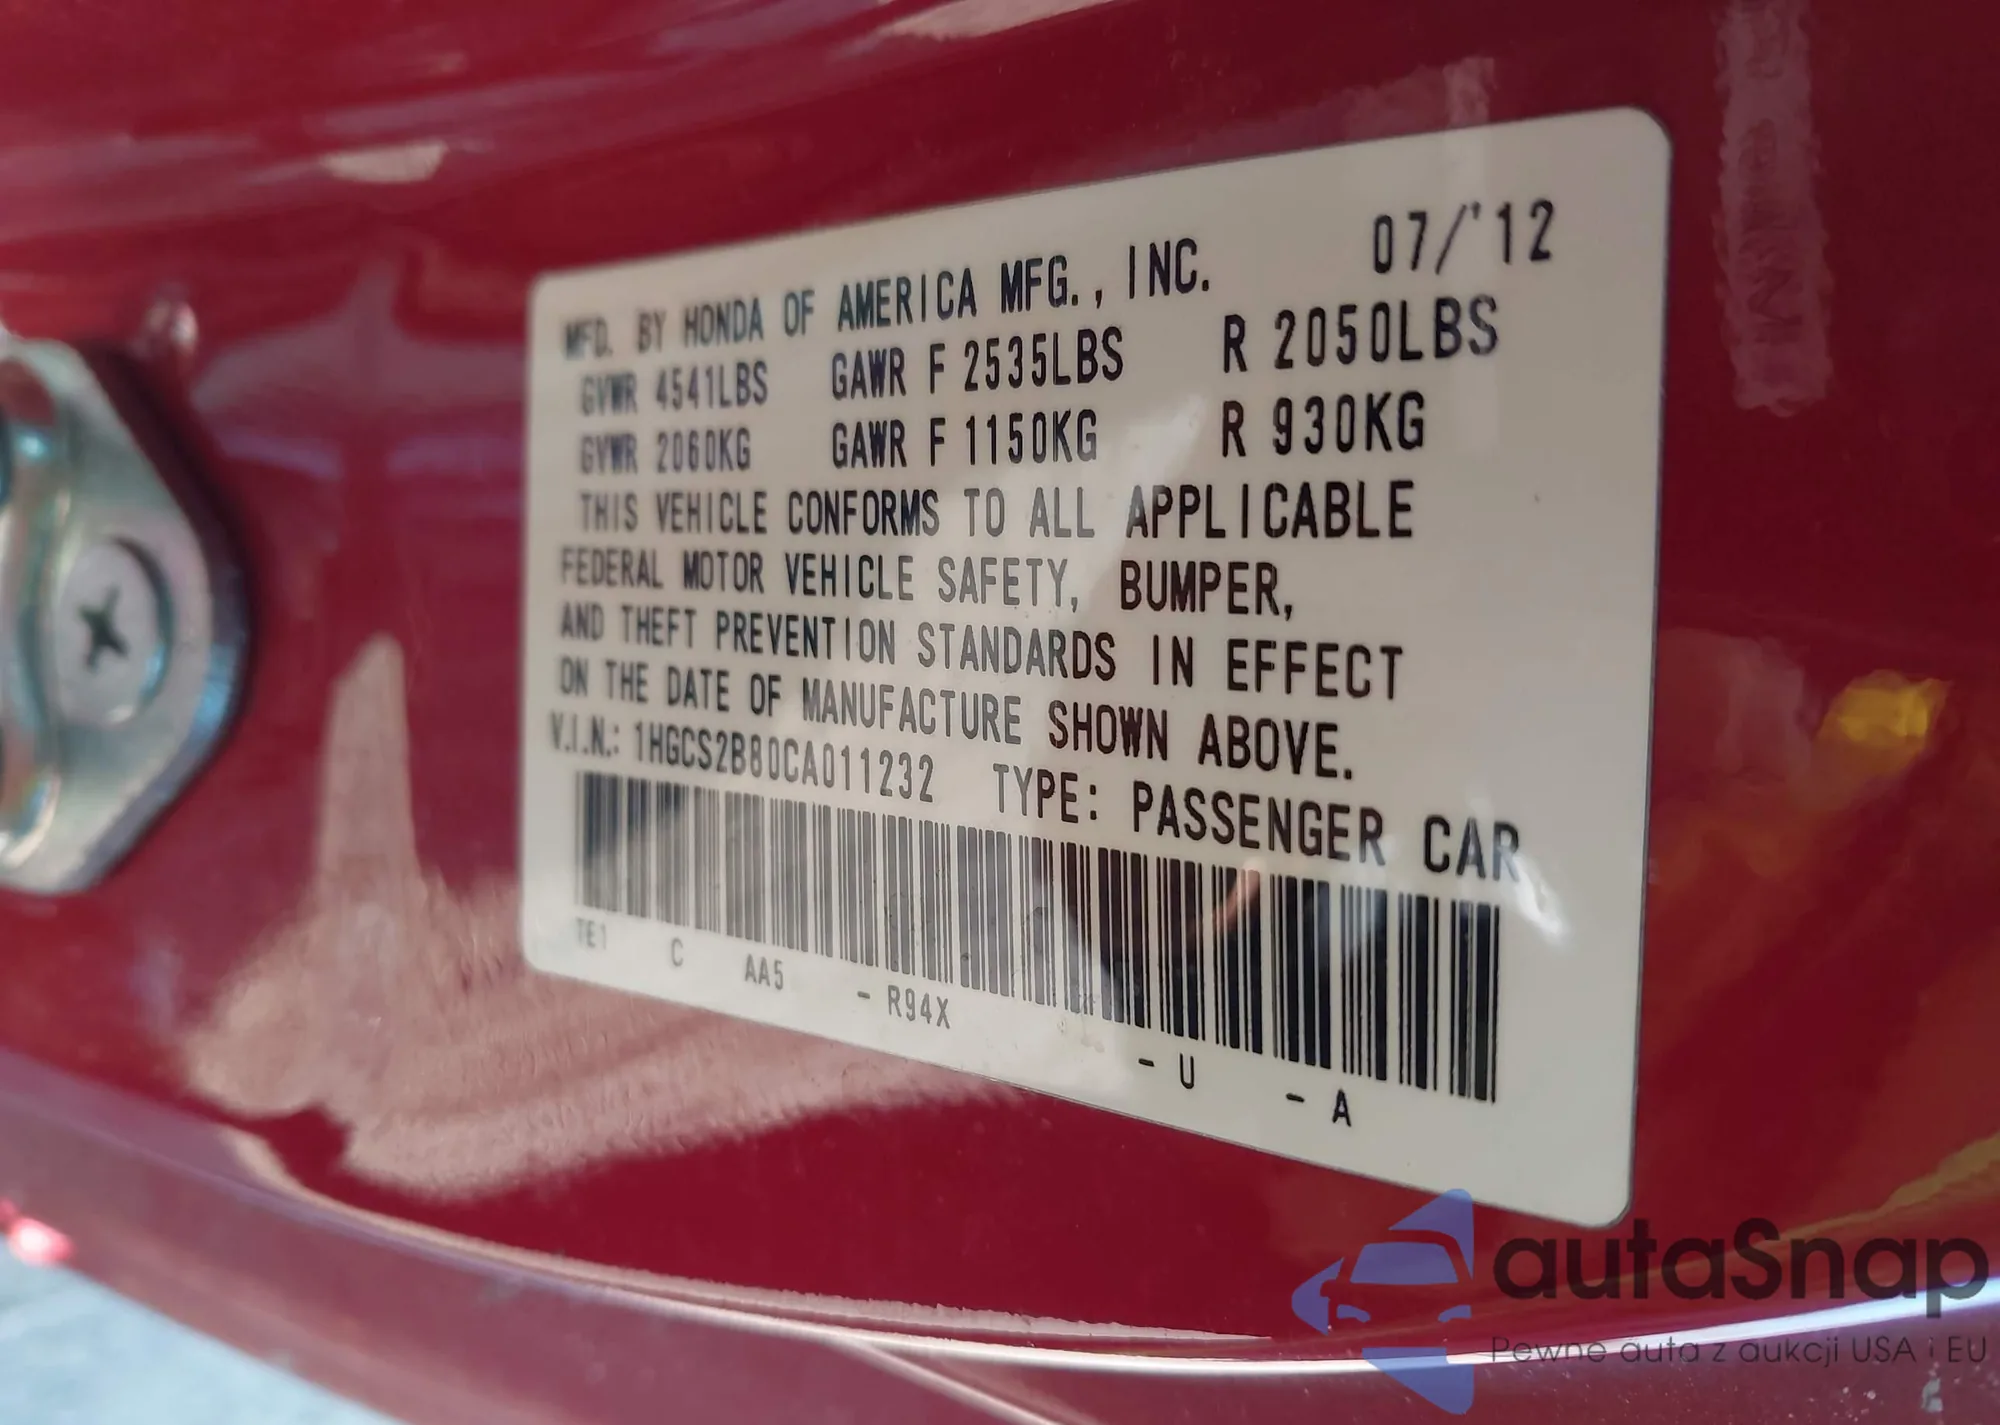 07/'12
MFD. BY HONDA OF AMERICA MFG., INC.
GVWR 4541LBS GAWR F 2535LBS R 2050LBS
GVWR 2060KG GAWR F 1150KG R 930KG
THIS VEHICLE CONFORMS TO ALL APPLICABLE
FEDERAL MOTOR VEHICLE SAFETY, BUMPER,
AND THEFT PREVENTION STANDARDS IN EFFECT
ON THE DATE OF MANUFACTURE SHOWN ABOVE.
V.I.N.: 1HGCS2B80CA011232 TYPE: PASSENGER CAR
TE1 C AA5 - R94X - U - A
autaSnap
Pewne auta z aukcji USA i EU